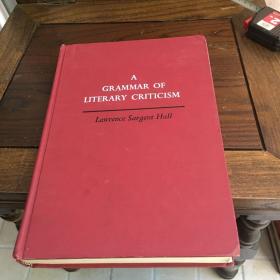 A
GRAMMAR OF
LITERARY CRITICISM
Lawrence Sargent Hall